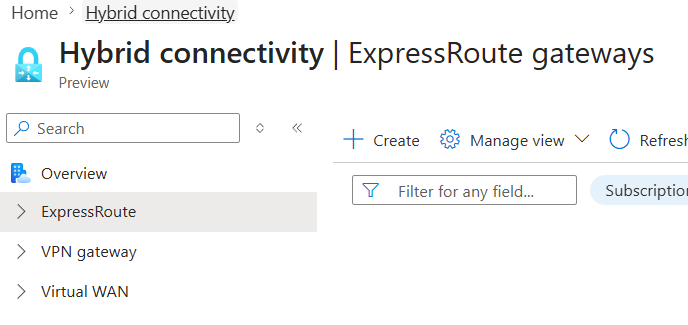 Home > Hybrid connectivity
Hybrid connectivity | ExpressRoute gateways
Preview
Search
Create
Manage view
Refresh
Overview
Filter for any field...
Subscription
ExpressRoute
VPN gateway
Virtual WAN